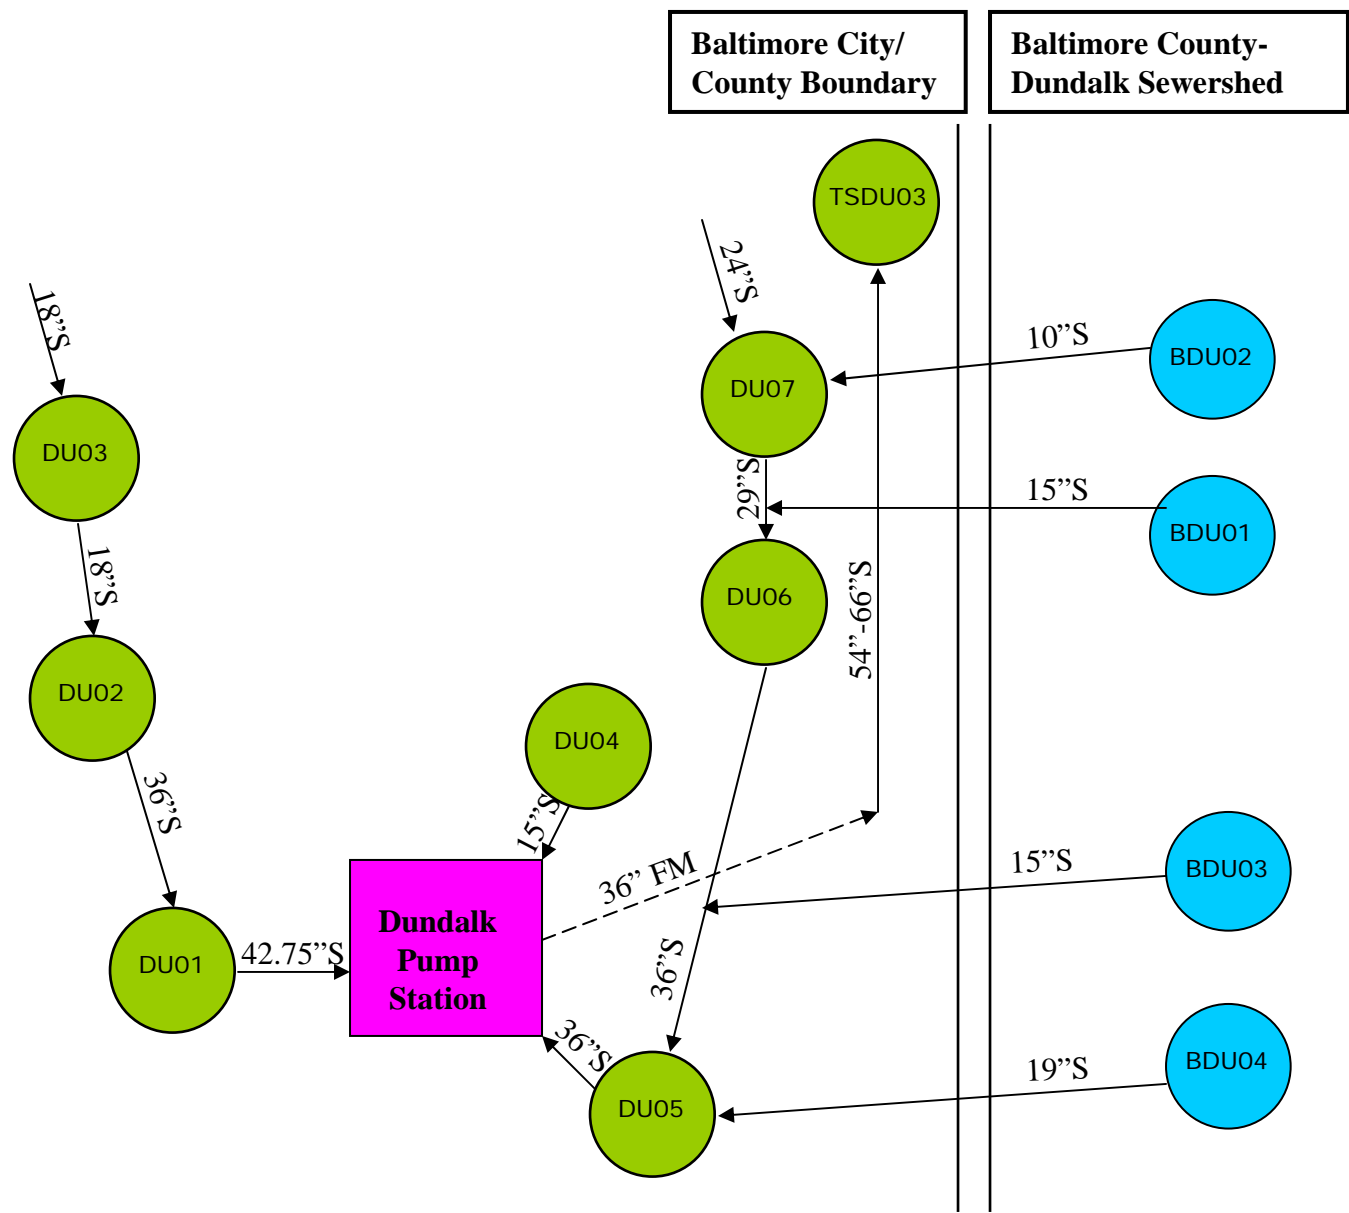 Baltimore City/
County Boundary
Baltimore County-
Dundalk Sewershed
TSDU03
24”S
18”S
10”S
BDU02
DU07
DU03
29”S
15”S
BDU01
18”S
DU06
54”-66”S
DU02
DU04
36”S
15”S
36” FM
15”S
BDU03
Dundalk
Pump
Station
42.75”S
DU01
36”S
36”S
19”S
BDU04
DU05